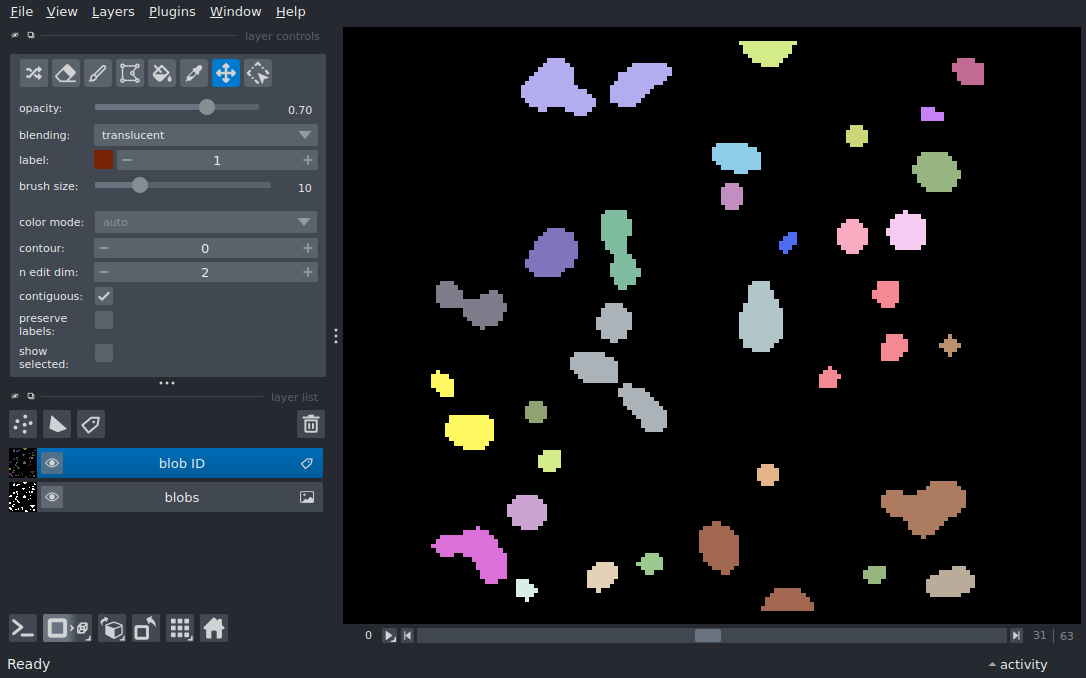 File View Layers Plugins Window Help
layer controls
opacity: 0.70
blending: translucent
label: 1
brush size: 10
color mode: auto
contour: 0
n edit dim: 2
contiguous:
preserve
labels:
show
selected:
layer list
blob ID
blobs
0 31 63
Ready activity